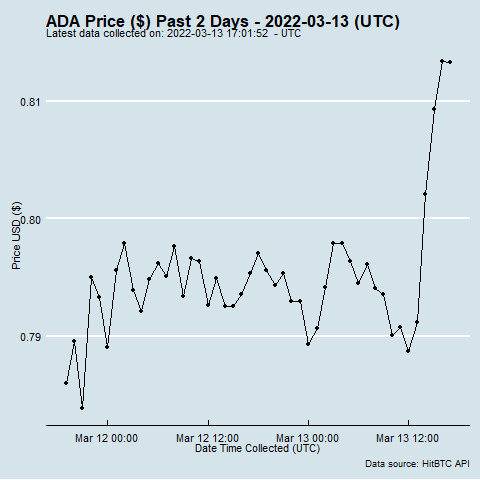 ADA Price ($) Past 2 Days - 2022-03-13 (UTC)
Latest data collected on: 2022-03-13 17:01:52 - UTC
0.81
0.80
0.79
Price USD ($)
Mar 12 00:00
Mar 12 12:00
Mar 13 00:00
Mar 13 12:00
Date Time Collected (UTC)
Data source: HitBTC API